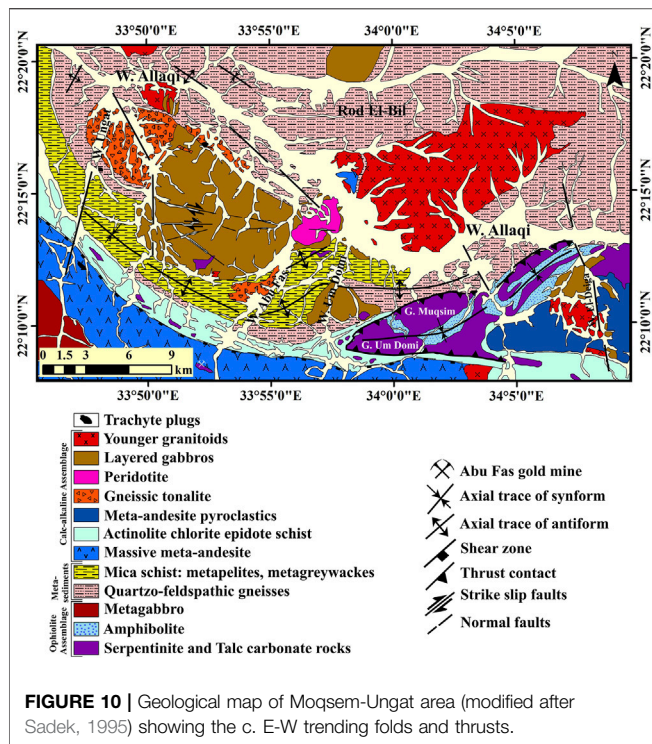 33°50'0"E 33°55'0"E 34°0'0"E 34°5'0"E
22°20'0"N
22°15'0"N
22°10'0"N
22°20'0"N
22°15'0"N
22°10'0"N
W. Allaqi
Rod El-Bil
W. Ungat
W. Allaqi
W. Abu Fas
W. Um Domi
G. Muqsim
G. Um Domi
0 1.5 3 6 9
km
33°50'0"E 33°55'0"E 34°0'0"E 34°5'0"E
Trachyte plugs
Calc-alkaline Assemblage
Younger granitoids
Layered gabbros
Peridotite
Gneissic tonalite
Meta-andesite pyroclastics
Actinolite chlorite epidote schist
Massive meta-andesite
Meta-
sediments
Mica schist: metapelites, metagreywackes
Quartzo-feldspathic gneisses
Ophiolite
Assemblage
Metagabbro
Amphibolite
Serpentinite and Talc carbonate rocks
Abu Fas gold mine
Axial trace of synform
Axial trace of antiform
Shear zone
Thrust contact
Strike slip faults
Normal faults
FIGURE 10 | Geological map of Moqsem-Ungat area (modified after
Sadek, 1995) showing the c. E-W trending folds and thrusts.